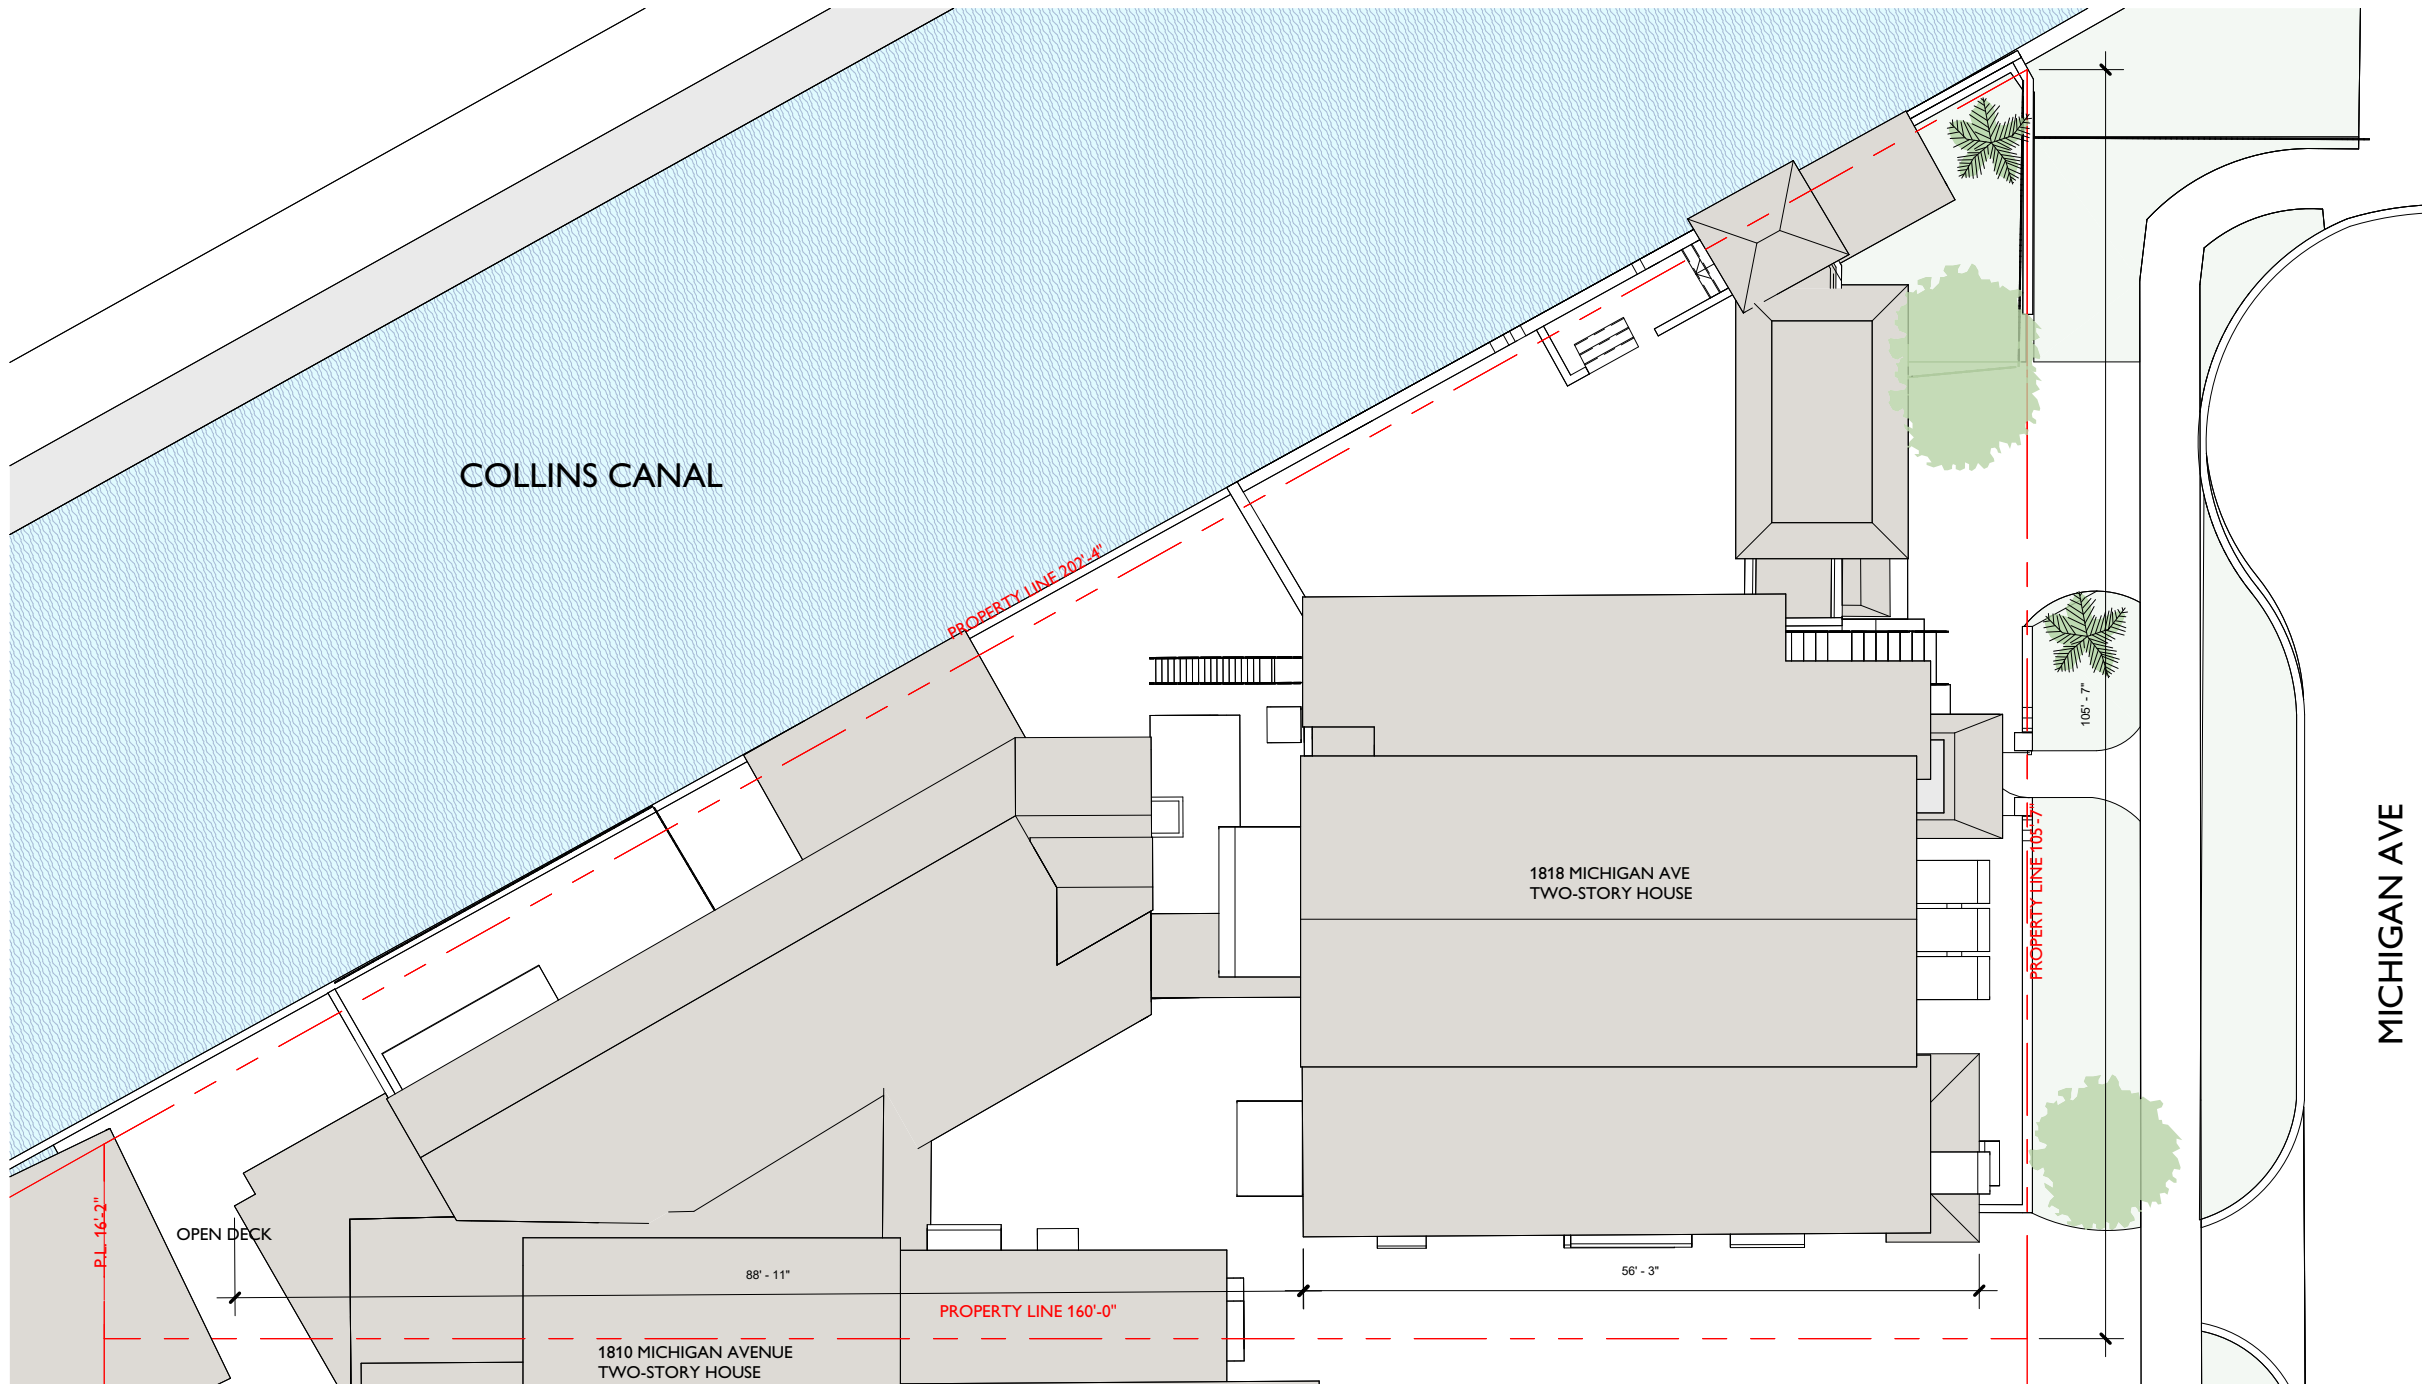 COLLINS CANAL
PROPERTY LINE 202'-4"
105' - 7"
MICHIGAN AVE
PROPERTY LINE 105'-7"
1818 MICHIGAN AVE
TWO-STORY HOUSE
P.L. 16'-2"
OPEN DECK
88' - 11"
56' - 3"
PROPERTY LINE 160'-0"
1810 MICHIGAN AVENUE
TWO-STORY HOUSE